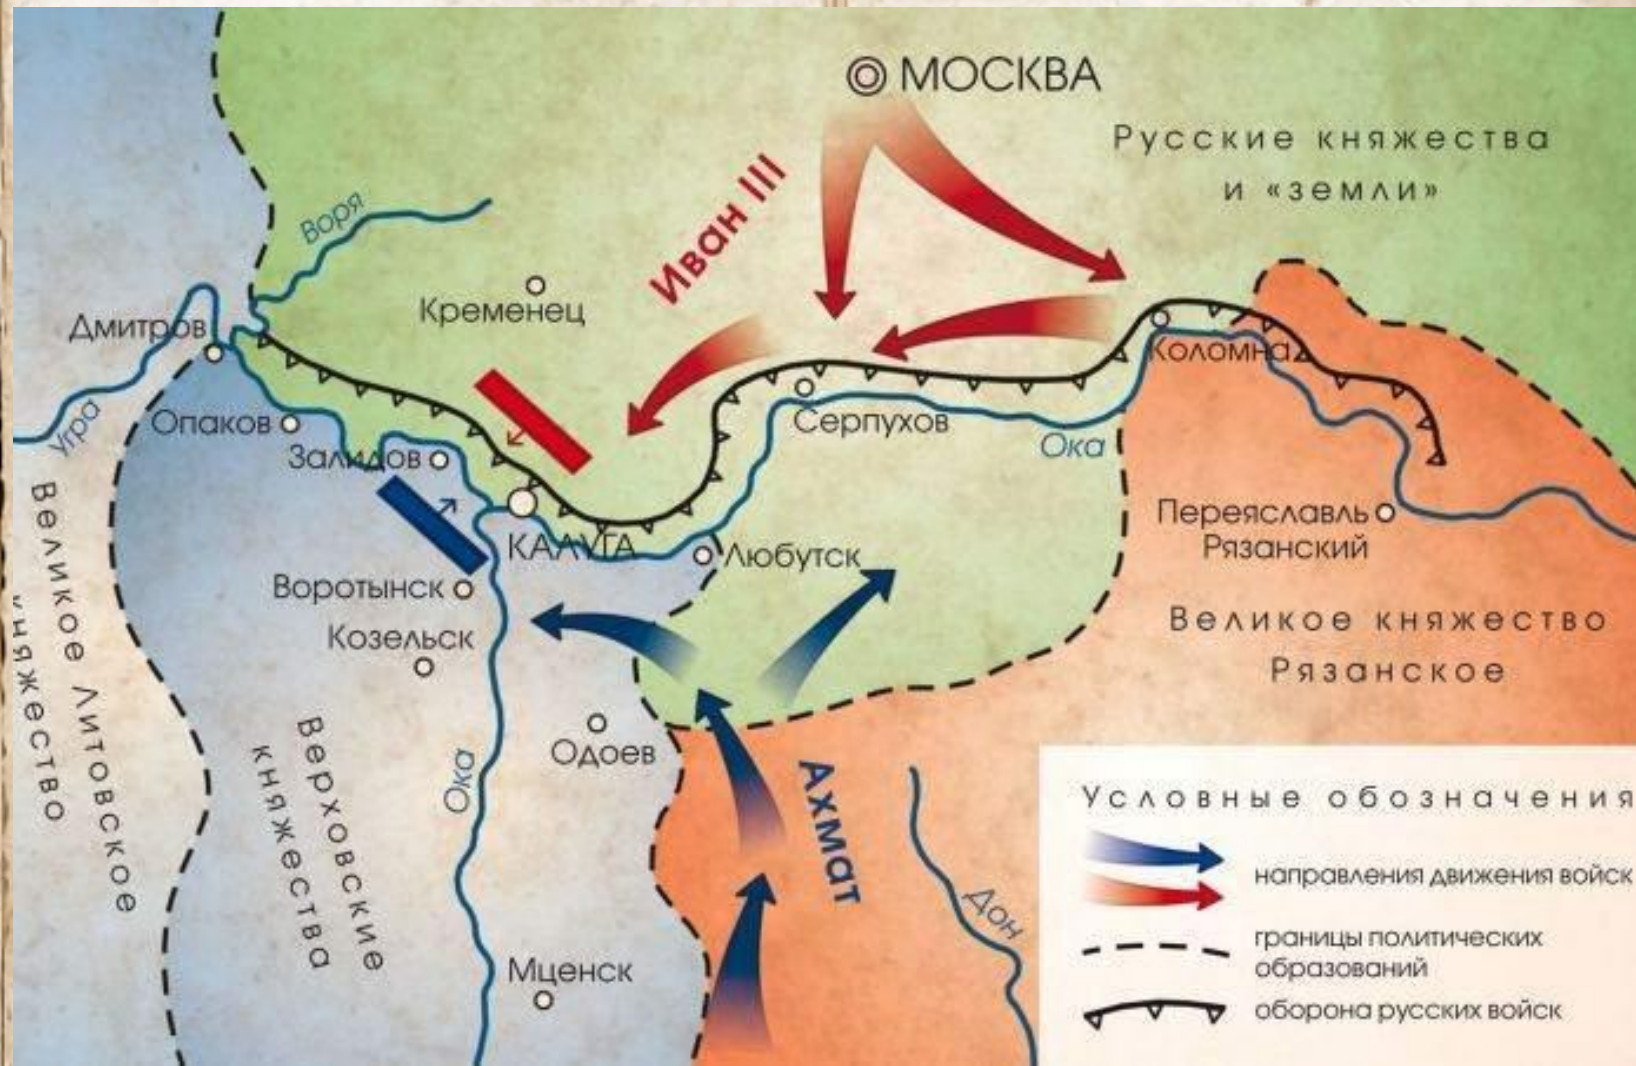 МОСКВА
Русские княжества
и «земли»
Иван III
Воря
Кременец
Дмитров
Коломна
Угра
Опаков
Серпухов
Ока
Залидов
Великое Литовское
княжество
Переяславль
Рязанский
КАЛУГА
Любутск
Воротынск
Козельск
Великое княжество
Рязанское
Одоев
Верховские
княжества
Ока
Ахмат
Дон
Мценск
Условные обозначения
направления движения войск
границы политических
образований
оборона русских войск